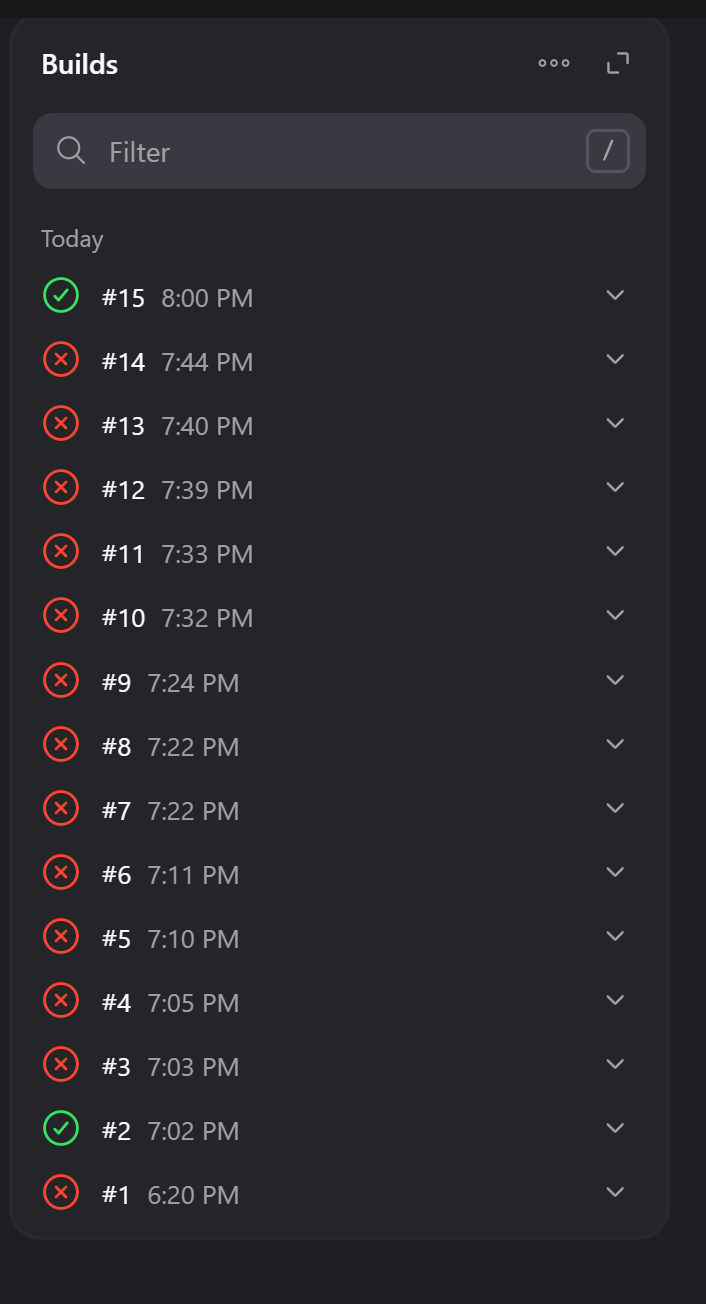 Builds
Filter /
Today
#15 8:00 PM
#14 7:44 PM
#13 7:40 PM
#12 7:39 PM
#11 7:33 PM
#10 7:32 PM
#9 7:24 PM
#8 7:22 PM
#7 7:22 PM
#6 7:11 PM
#5 7:10 PM
#4 7:05 PM
#3 7:03 PM
#2 7:02 PM
#1 6:20 PM